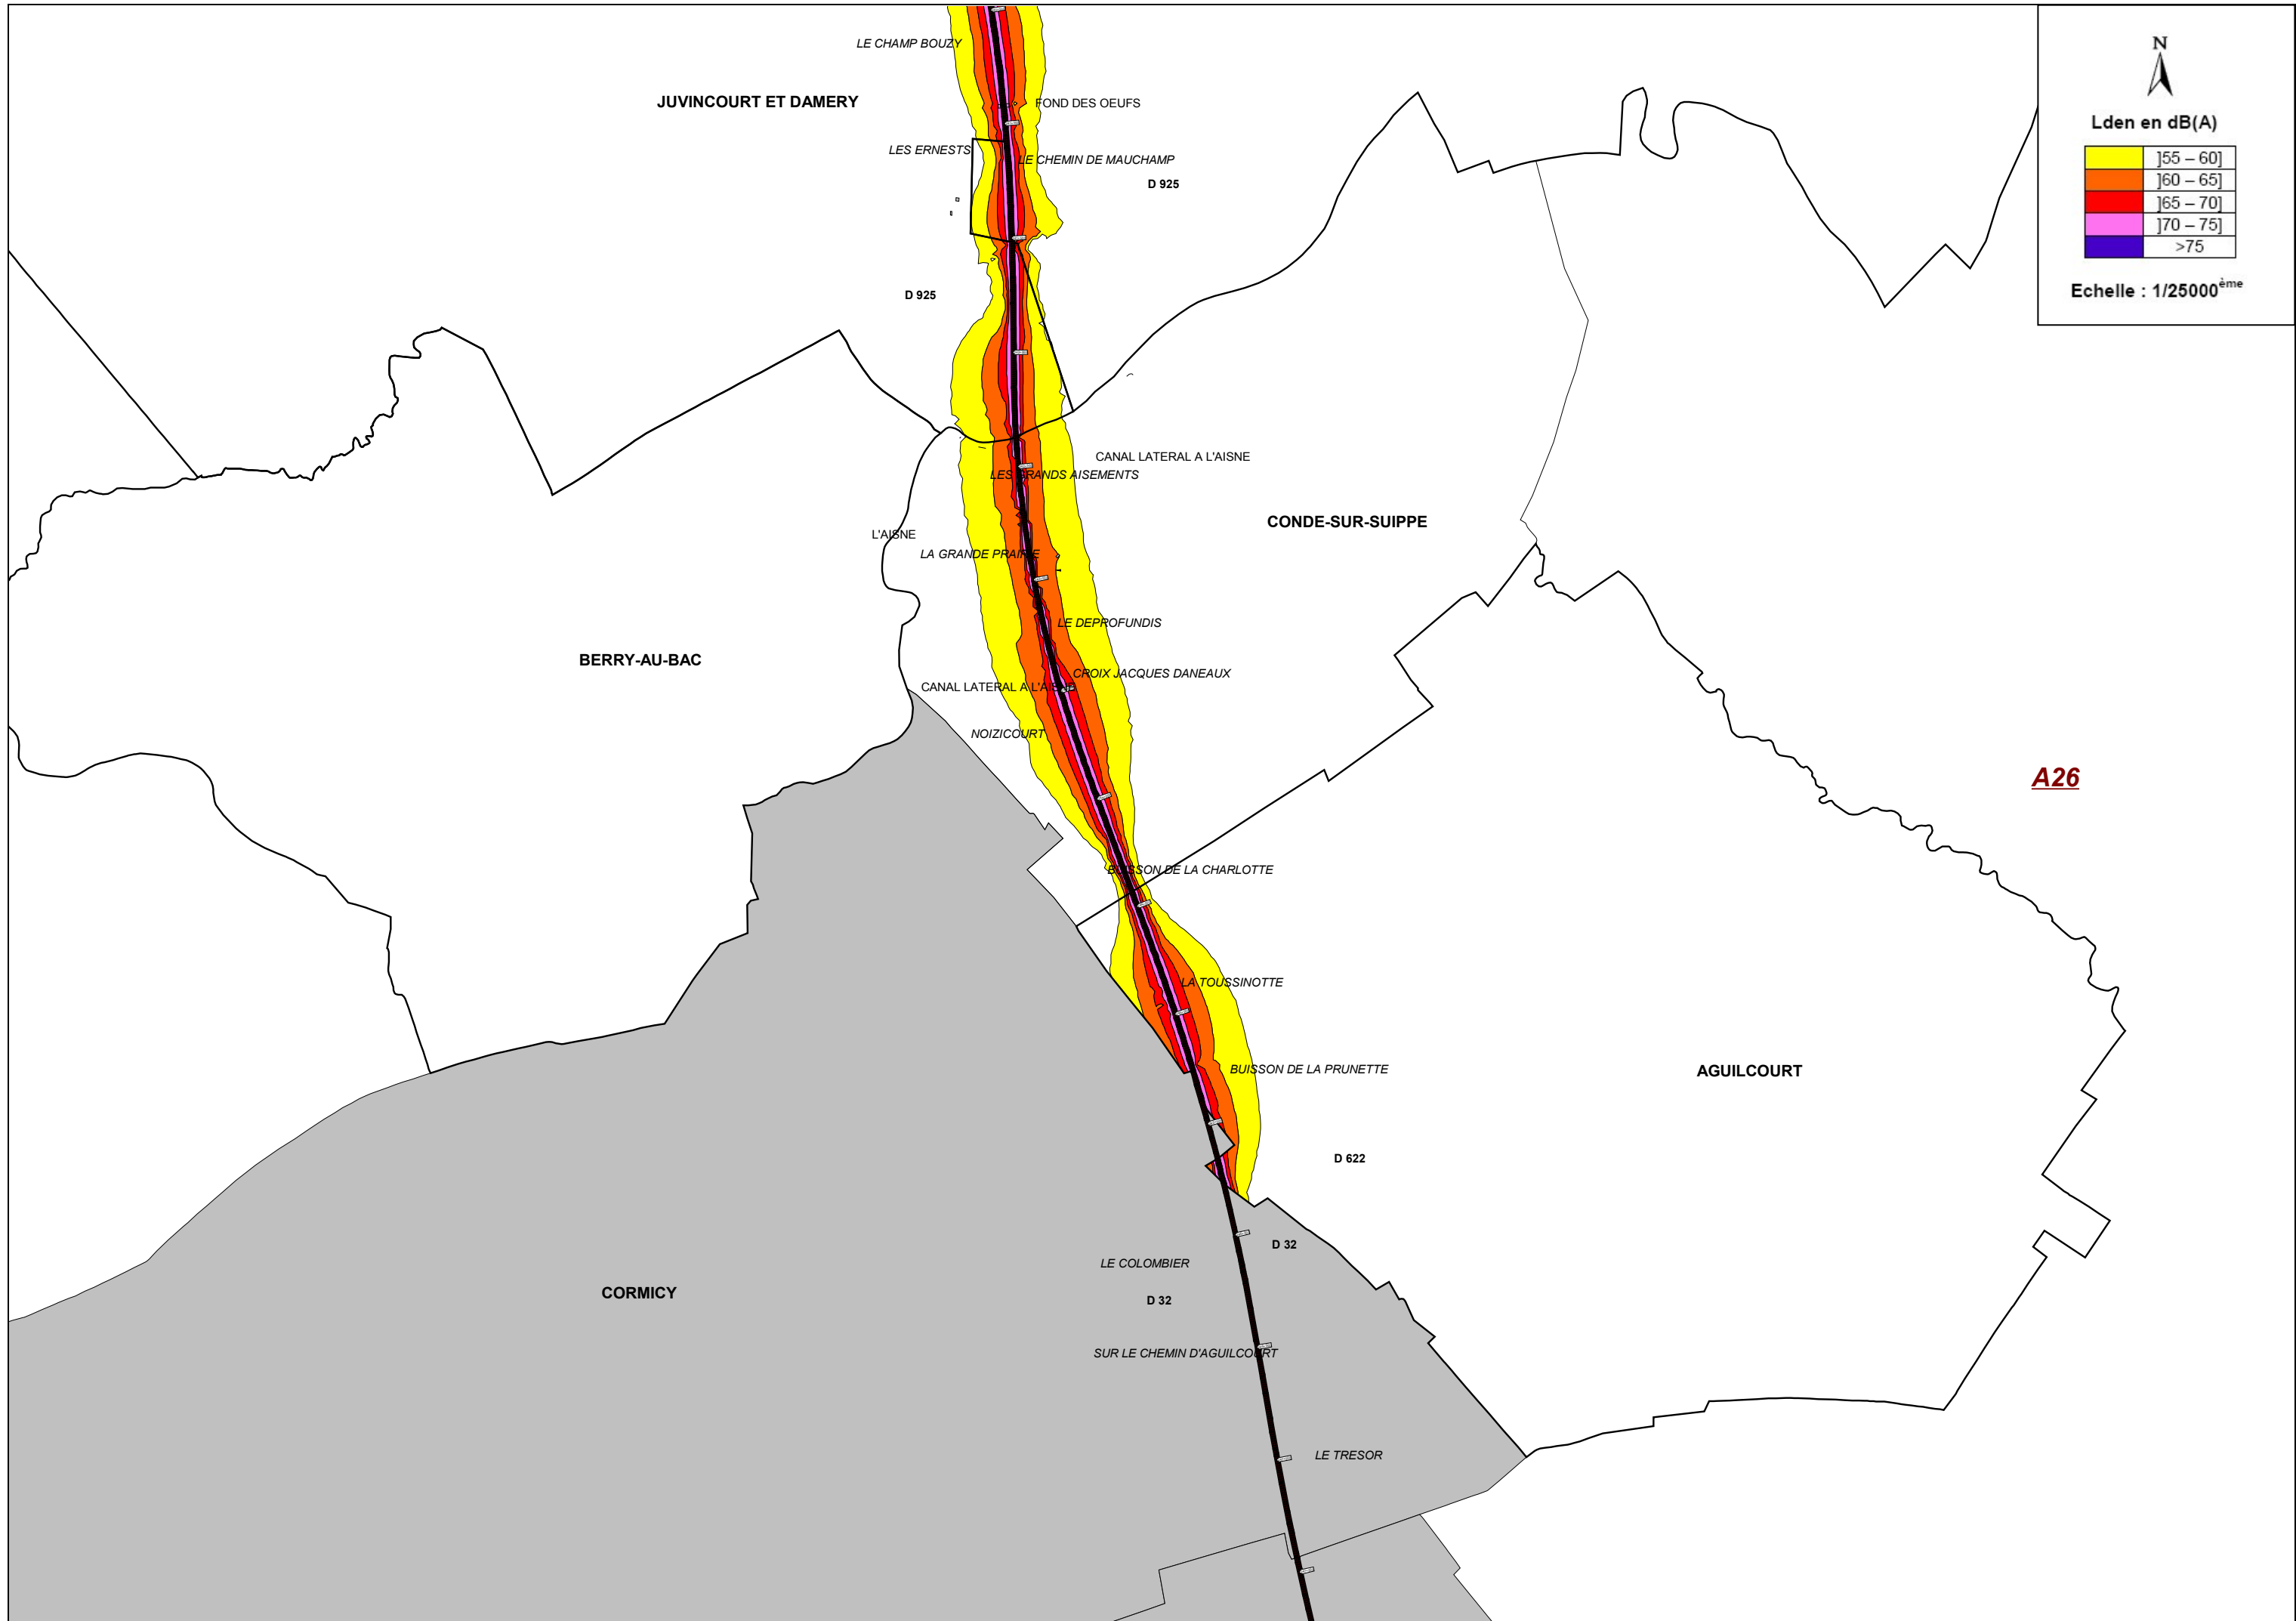 LE CHAMP BOUZY
JUVINCOURT ET DAMERY
FOND DES OEUFS
LES ERNESTS
LE CHEMIN DE MAUCHAMP
D 925
D 925
N
Lden en dB(A)
]55 – 60]
]60 – 65]
]65 – 70]
]70 – 75]
>75
Echelle : 1/25000ème
CANAL LATERAL A L'AISNE
LES GRANDS AISEMENTS
CONDE-SUR-SUIPPE
L'AISNE
LA GRANDE PRAIRIE
LE DEPROFUNDIS
BERRY-AU-BAC
CROIX JACQUES DANEAUX
CANAL LATERAL A L'AISNE
NOIZICOURT
A26
BUISSON DE LA CHARLOTTE
LA TOUSSINOTTE
BUISSON DE LA PRUNETTE
AGUILCOURT
D 622
D 32
LE COLOMBIER
CORMICY
D 32
SUR LE CHEMIN D'AGUILCOURT
LE TRESOR